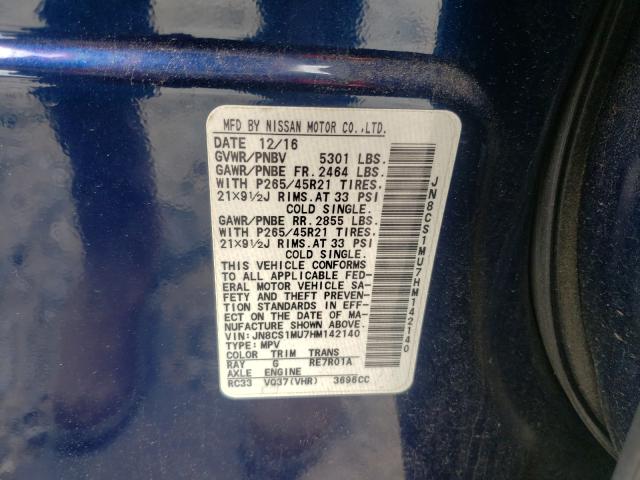 MFD BY NISSAN MOTOR CO.,LTD.
DATE 12/16
GVWR/PNBV 5301 LBS.
GAWR/PNBE FR. 2464 LBS.
WITH P265/45R21 TIRES.
21×9½J RIMS. AT 33 PSI
COLD SINGLE.
GAWR/PNBE RR. 2855 LBS.
WITH P265/45R21 TIRES.
21×9½J RIMS. AT 33 PSI
COLD SINGLE.
THIS VEHICLE CONFORMS
TO ALL APPLICABLE FED-
ERAL MOTOR VEHICLE SA-
FETY AND THEFT PREVEN-
TION STANDARDS IN EFF-
ECT ON THE DATE OF MA-
NUFACTURE SHOWN ABOVE.
VIN: JN8CS1MU7HM142140
TYPE: MPV
COLOR TRIM TRANS
RAY G RE7R01A
AXLE ENGINE
RC33 VQ37(VHR) 3696CC
JN8CS1MU7HM142140